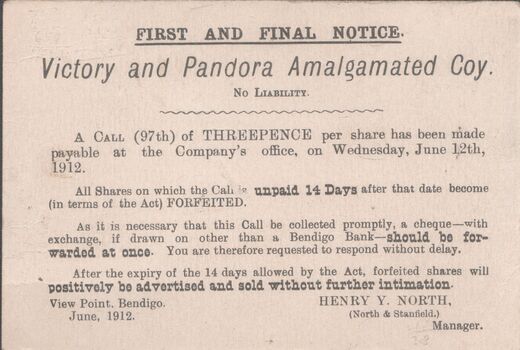 FIRST AND FINAL NOTICE.
Victory and Pandora Amalgamated Coy.
No Liability.
A Call (97th) of THREEPENCE per share has been made
payable at the Company's office, on Wednesday, June 12th,
1912.
All Shares on which the Call is unpaid 14 Days after that date become
(in terms of the Act) FORFEITED.
As it is necessary that this Call be collected promptly, a cheque—with
exchange, if drawn on other than a Bendigo Bank—should be for-
warded at once. You are therefore requested to respond without delay.
After the expiry of the 14 days allowed by the Act, forfeited shares will
positively be advertised and sold without further intimation.
View Point, Bendigo.
June, 1912.
HENRY Y. NORTH,
(North & Stanfield.)
Manager.